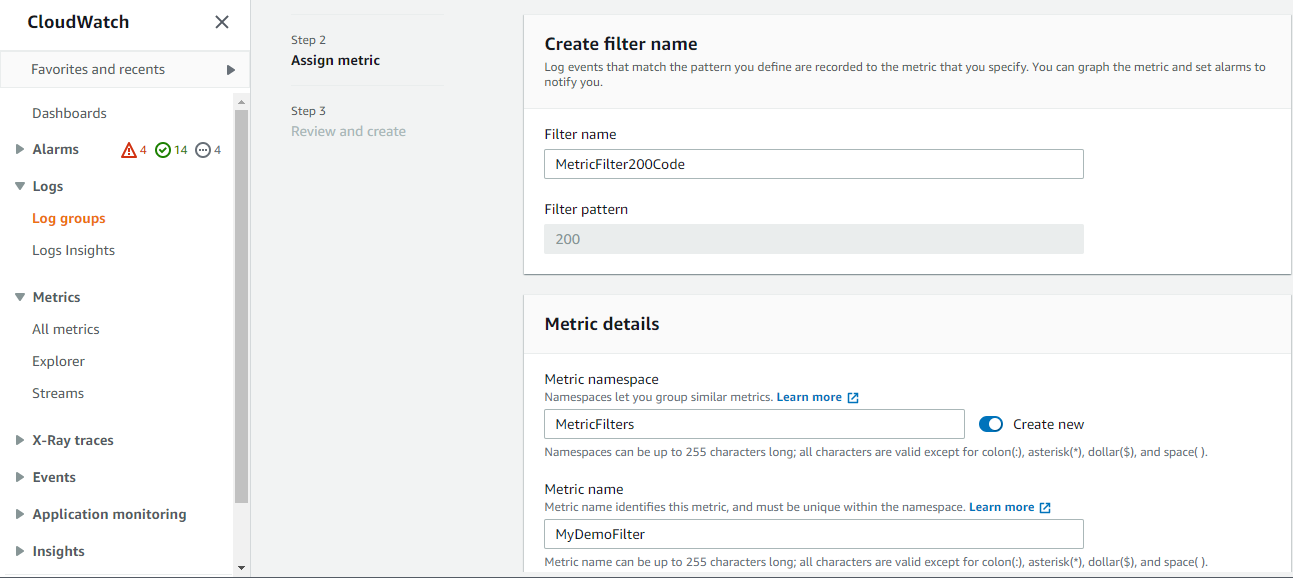 CloudWatch
Favorites and recents
Dashboards
Alarms 4 14 4
Logs
Log groups
Logs Insights
Metrics
All metrics
Explorer
Streams
X-Ray traces
Events
Application monitoring
Insights
Step 2
Assign metric
Step 3
Review and create
Create filter name
Log events that match the pattern you define are recorded to the metric that you specify. You can graph the metric and set alarms to
notify you.
Filter name
MetricFilter200Code
Filter pattern
200
Metric details
Metric namespace
Namespaces let you group similar metrics. Learn more
MetricFilters
Create new
Namespaces can be up to 255 characters long; all characters are valid except for colon(:), asterisk(*), dollar($), and space( ).
Metric name
Metric name identifies this metric, and must be unique within the namespace. Learn more
MyDemoFilter
Metric name can be up to 255 characters long; all characters are valid except for colon(:), asterisk(*), dollar($), and space( ).